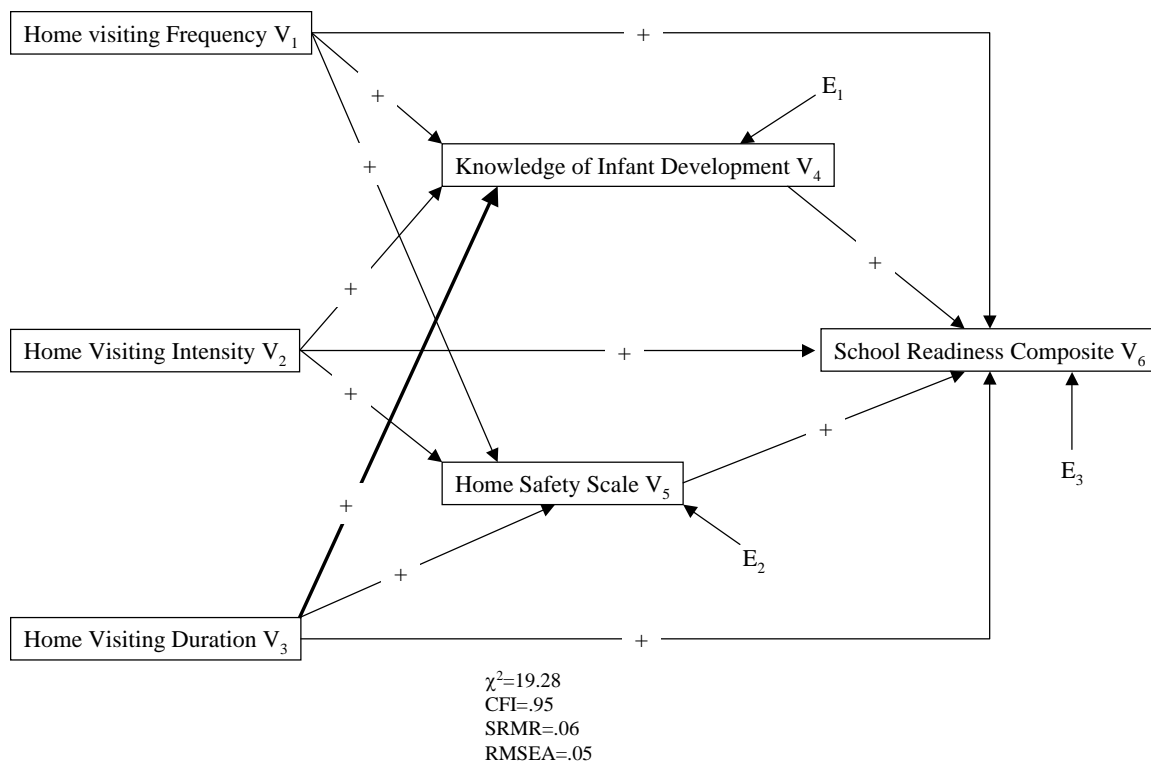 Home visiting Frequency V₁
+
+
E₁
+
Knowledge of Infant Development V₄
+
+
Home Visiting Intensity V₂
+
School Readiness Composite V₆
+
+
Home Safety Scale V₅
E₃
+
E₂
+
Home Visiting Duration V₃
+
χ²=19.28
CFI=.95
SRMR=.06
RMSEA=.05